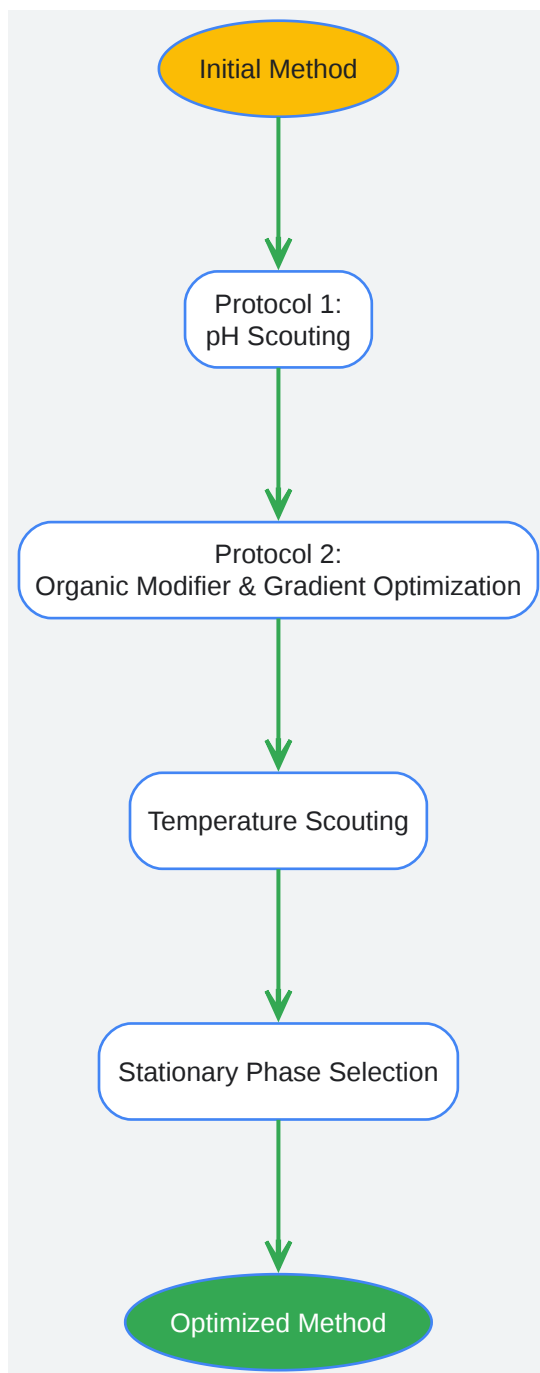 Initial Method
Protocol 1:
pH Scouting
Protocol 2:
Organic Modifier & Gradient Optimization
Temperature Scouting
Stationary Phase Selection
Optimized Method